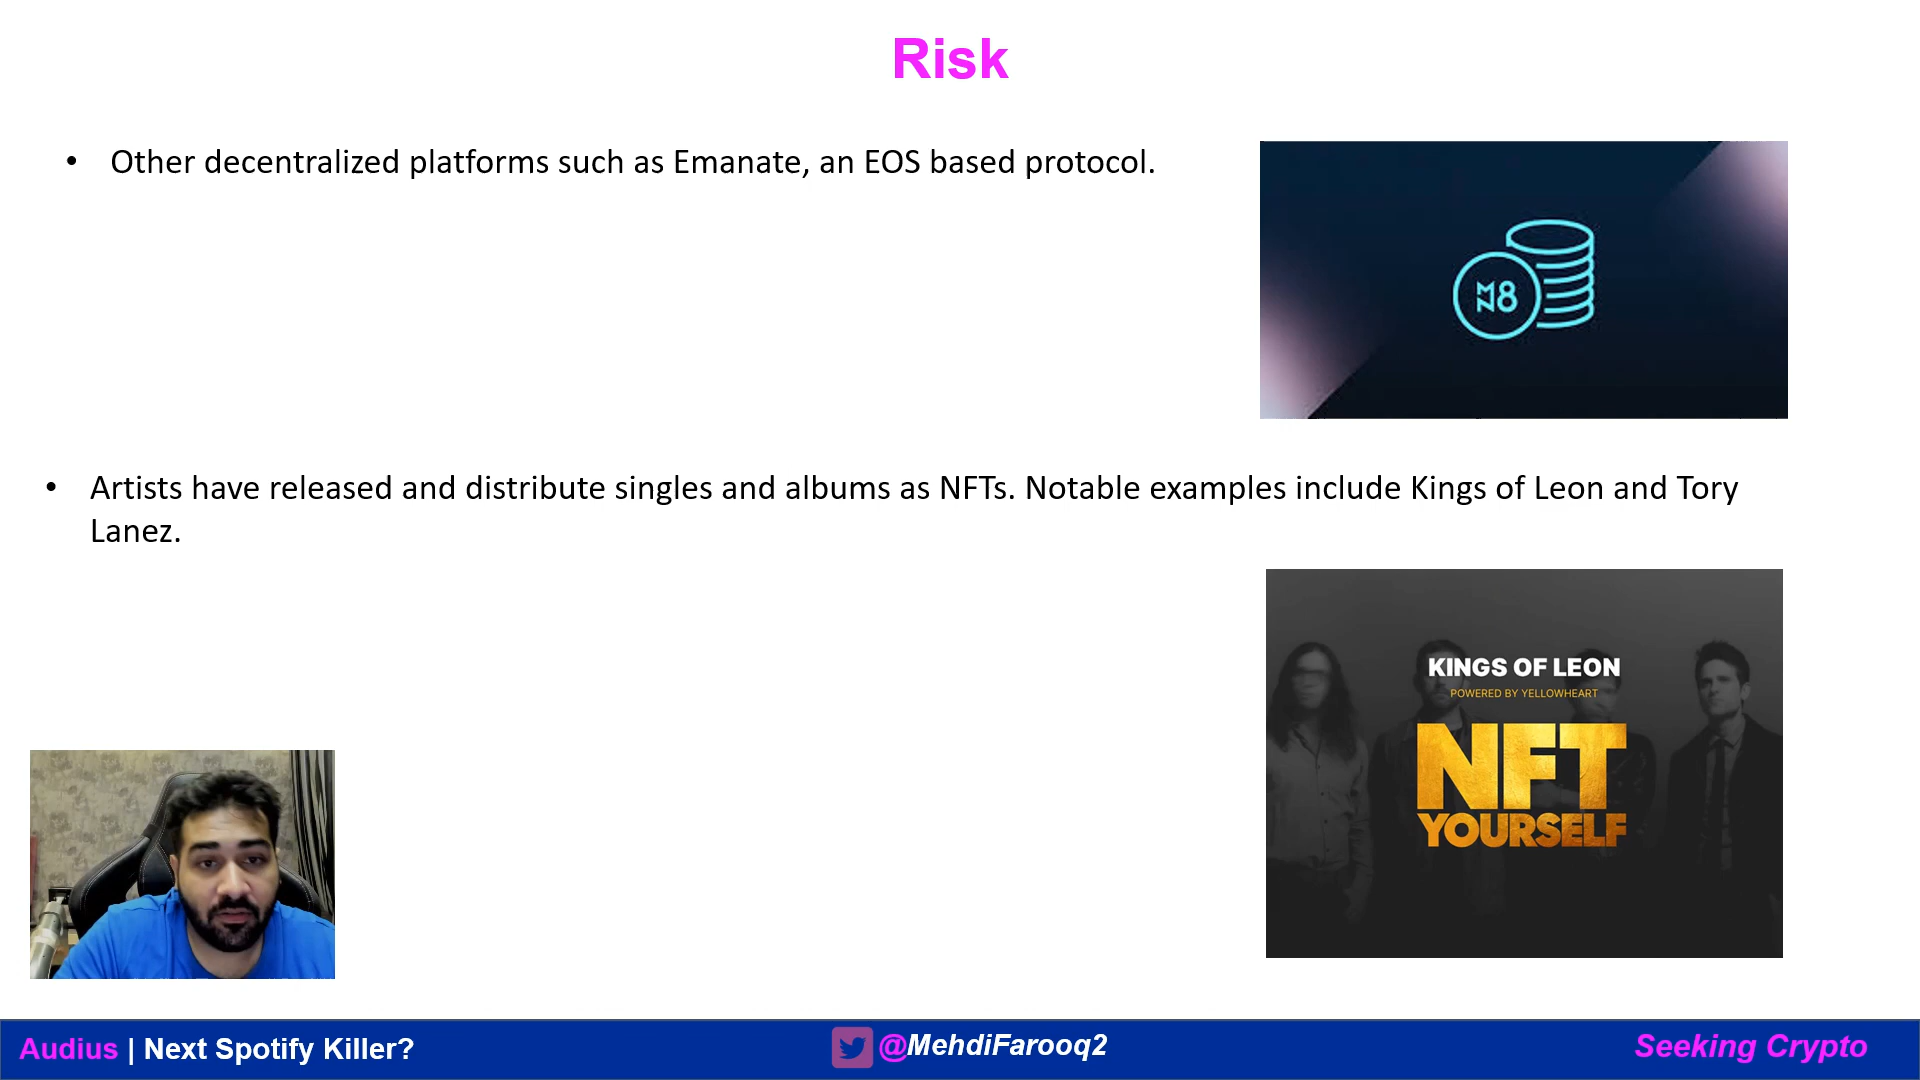 Risk
• Other decentralized platforms such as Emanate, an EOS based protocol.
MN8
• Artists have released and distribute singles and albums as NFTs. Notable examples include Kings of Leon and Tory
Lanez.
KINGS OF LEON
POWERED BY YELLOWHEART
NFT
YOURSELF
Audius | Next Spotify Killer?
@MehdiFarooq2
Seeking Crypto